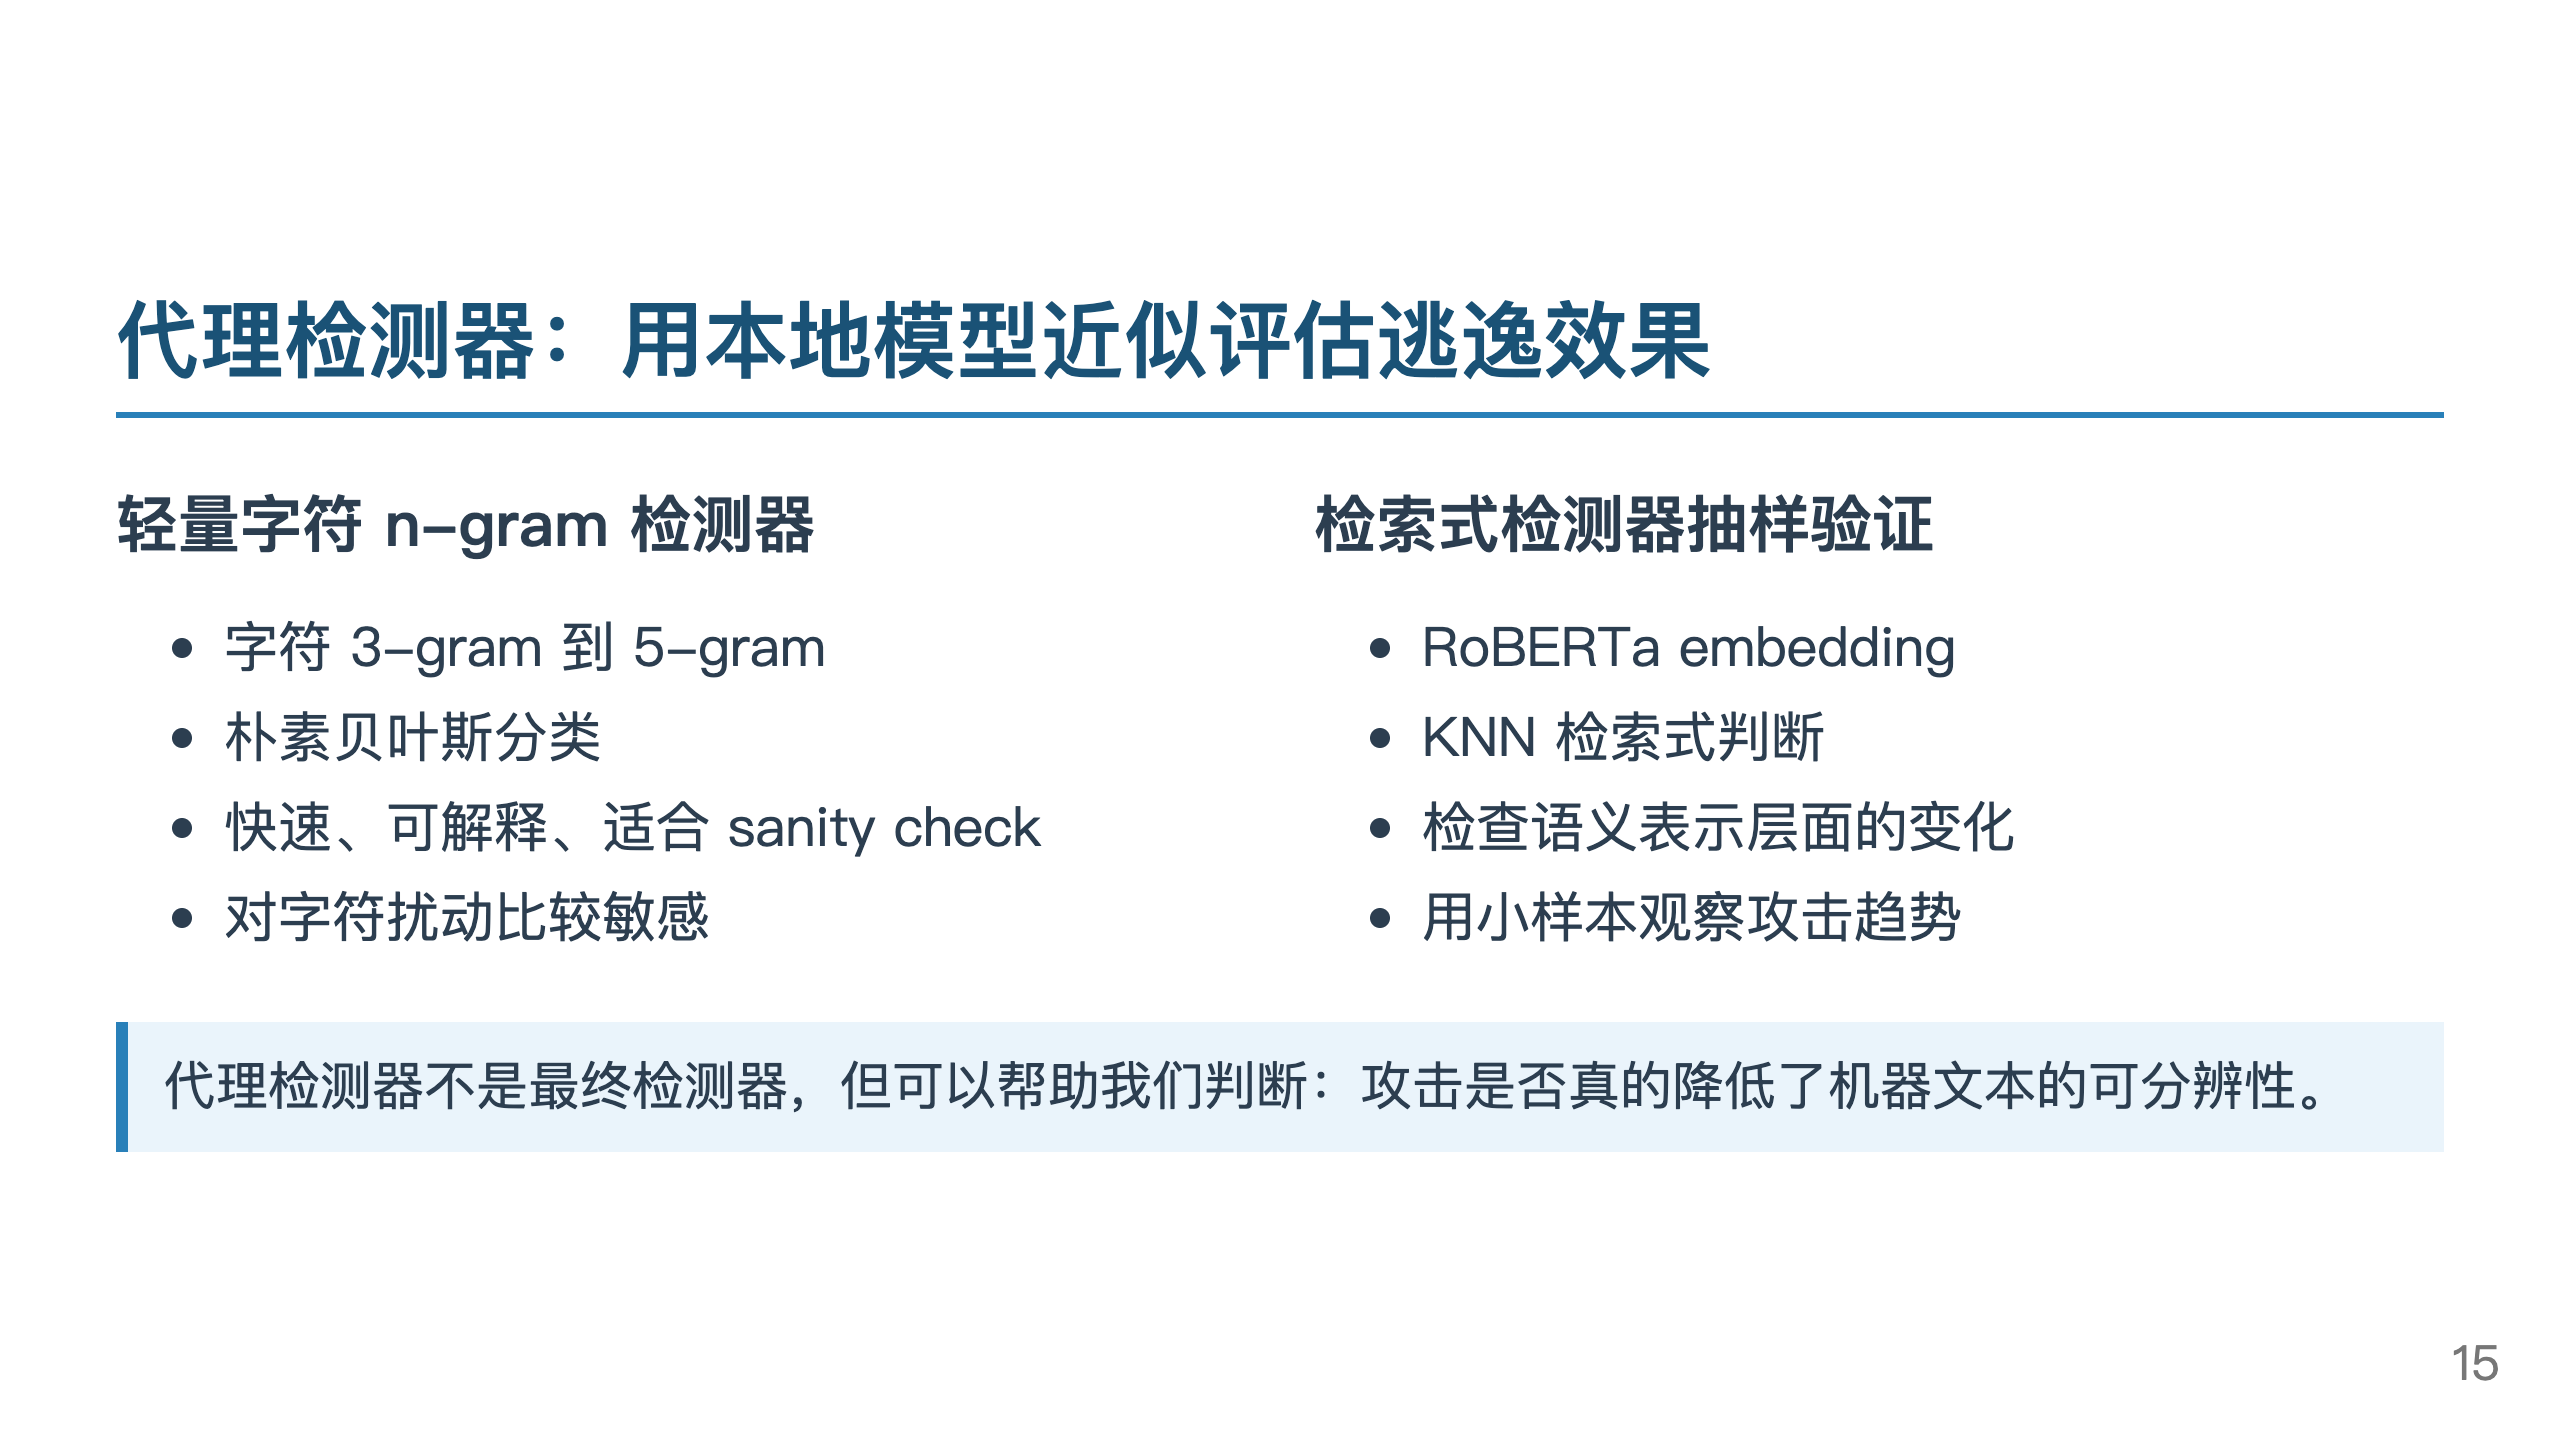 代理检测器：用本地模型近似评估逃逸效果
轻量字符 n-gram 检测器
• 字符 3-gram 到 5-gram
• 朴素贝叶斯分类
• 快速、可解释、适合 sanity check
• 对字符扰动比较敏感
检索式检测器抽样验证
• RoBERTa embedding
• KNN 检索式判断
• 检查语义表示层面的变化
• 用小样本观察攻击趋势
代理检测器不是最终检测器，但可以帮助我们判断：攻击是否真的降低了机器文本的可分辨性。
15